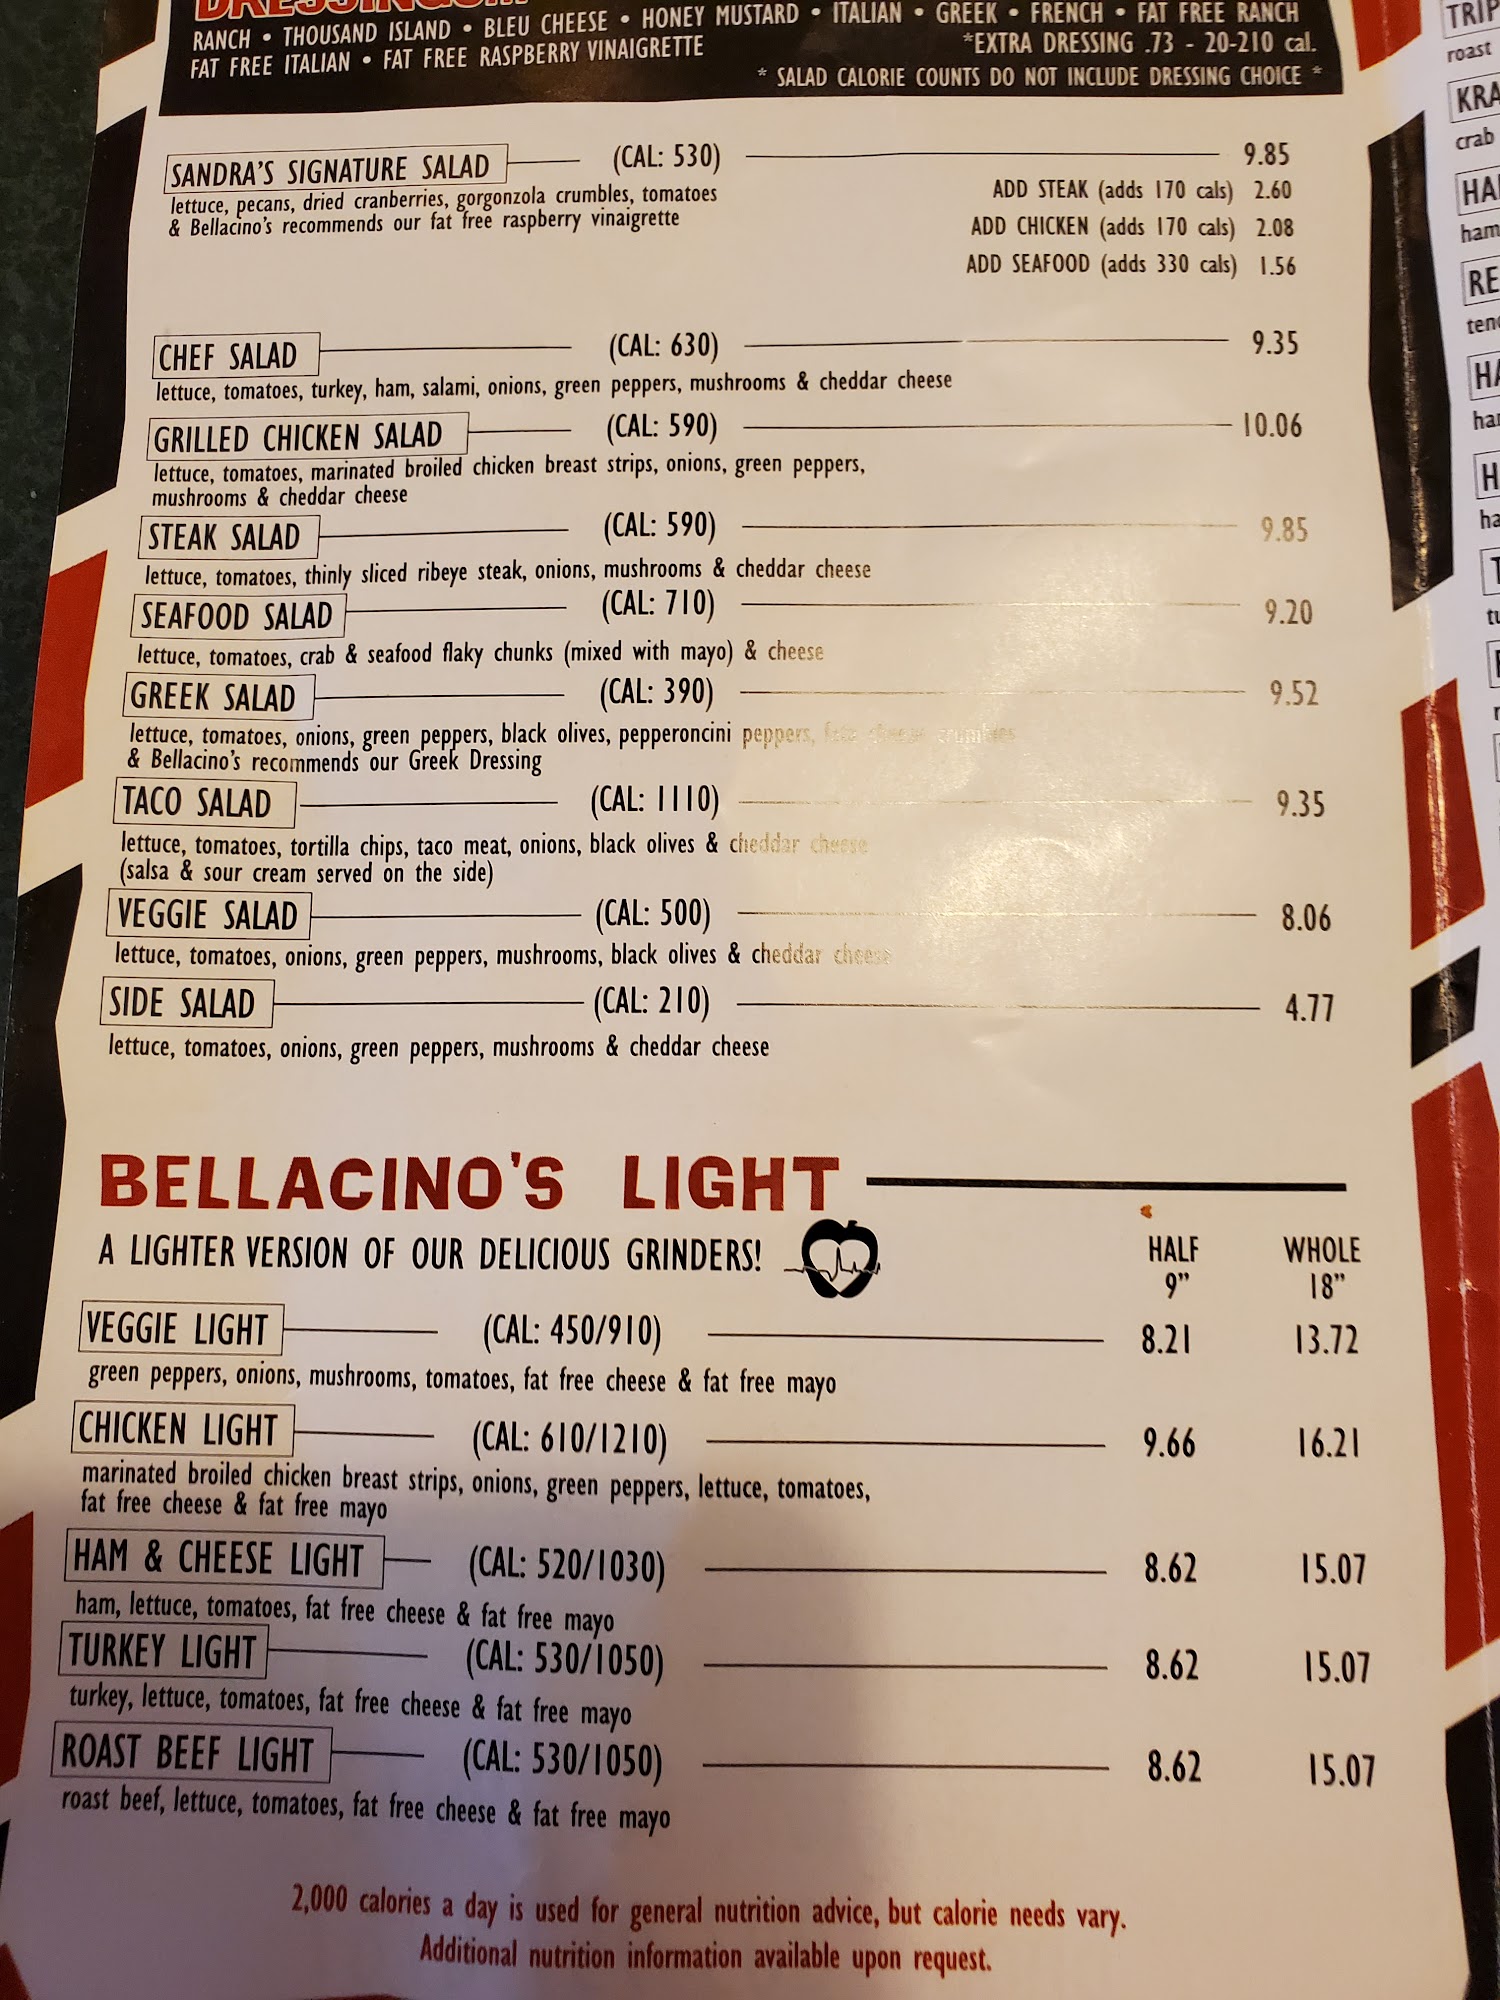 RANCH • THOUSAND ISLAND • BLEU CHEESE • HONEY MUSTARD • ITALIAN • GREEK • FRENCH • FAT FREE RANCH
FAT FREE ITALIAN • FAT FREE RASPBERRY VINAIGRETTE *EXTRA DRESSING .73 - 20-210 cal.
* SALAD CALORIE COUNTS DO NOT INCLUDE DRESSING CHOICE *
SANDRA'S SIGNATURE SALAD (CAL: 530) 9.85
lettuce, pecans, dried cranberries, gorgonzola crumbles, tomatoes
& Bellacino's recommends our fat free raspberry vinaigrette
ADD STEAK (adds 170 cals) 2.60
ADD CHICKEN (adds 170 cals) 2.08
ADD SEAFOOD (adds 330 cals) 1.56
CHEF SALAD (CAL: 630) 9.35
lettuce, tomatoes, turkey, ham, salami, onions, green peppers, mushrooms & cheddar cheese
GRILLED CHICKEN SALAD (CAL: 590) 10.06
lettuce, tomatoes, marinated broiled chicken breast strips, onions, green peppers,
mushrooms & cheddar cheese
STEAK SALAD (CAL: 590) 9.85
lettuce, tomatoes, thinly sliced ribeye steak, onions, mushrooms & cheddar cheese
SEAFOOD SALAD (CAL: 710) 9.20
lettuce, tomatoes, crab & seafood flaky chunks (mixed with mayo) & cheese
GREEK SALAD (CAL: 390) 9.52
lettuce, tomatoes, onions, green peppers, black olives, pepperoncini peppers, feta cheese crumbles
& Bellacino's recommends our Greek Dressing
TACO SALAD (CAL: 1110) 9.35
lettuce, tomatoes, tortilla chips, taco meat, onions, black olives & cheddar cheese
(salsa & sour cream served on the side)
VEGGIE SALAD (CAL: 500) 8.06
lettuce, tomatoes, onions, green peppers, mushrooms, black olives & cheddar cheese
SIDE SALAD (CAL: 210) 4.77
lettuce, tomatoes, onions, green peppers, mushrooms & cheddar cheese
BELLACINO'S LIGHT
A LIGHTER VERSION OF OUR DELICIOUS GRINDERS!
HALF WHOLE
9" 18"
VEGGIE LIGHT (CAL: 450/910) 8.21 13.72
green peppers, onions, mushrooms, tomatoes, fat free cheese & fat free mayo
CHICKEN LIGHT (CAL: 610/1210) 9.66 16.21
marinated broiled chicken breast strips, onions, green peppers, lettuce, tomatoes,
fat free cheese & fat free mayo
HAM & CHEESE LIGHT (CAL: 520/1030) 8.62 15.07
ham, lettuce, tomatoes, fat free cheese & fat free mayo
TURKEY LIGHT (CAL: 530/1050) 8.62 15.07
turkey, lettuce, tomatoes, fat free cheese & fat free mayo
ROAST BEEF LIGHT (CAL: 530/1050) 8.62 15.07
roast beef, lettuce, tomatoes, fat free cheese & fat free mayo
2,000 calories a day is used for general nutrition advice, but calorie needs vary.
Additional nutrition information available upon request.
roast
crab
ham